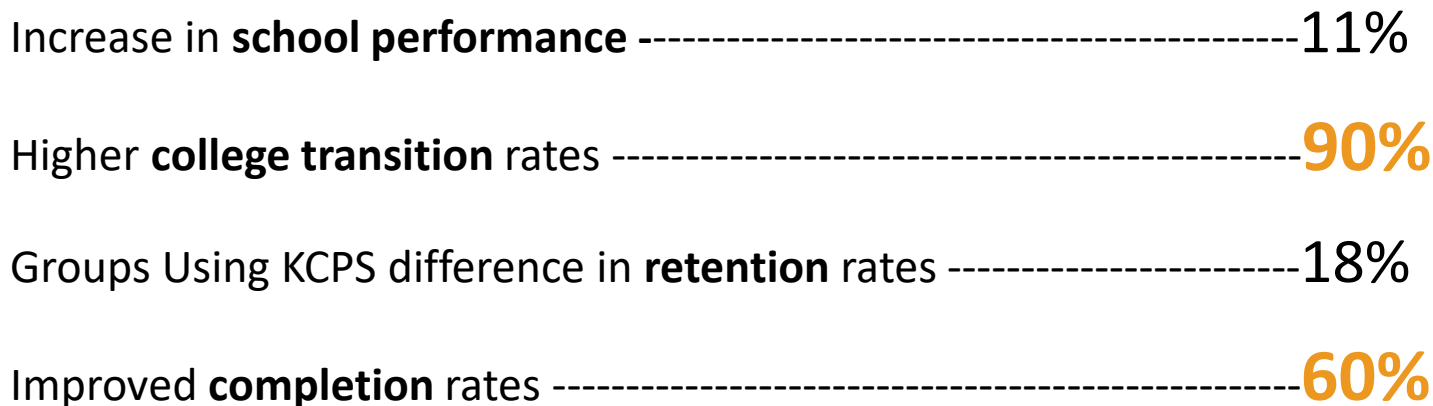 Increase in school performance --------------------------------------------11%
Higher college transition rates -----------------------------------------------90%
Groups Using KCPS difference in retention rates ------------------------18%
Improved completion rates ---------------------------------------------------60%